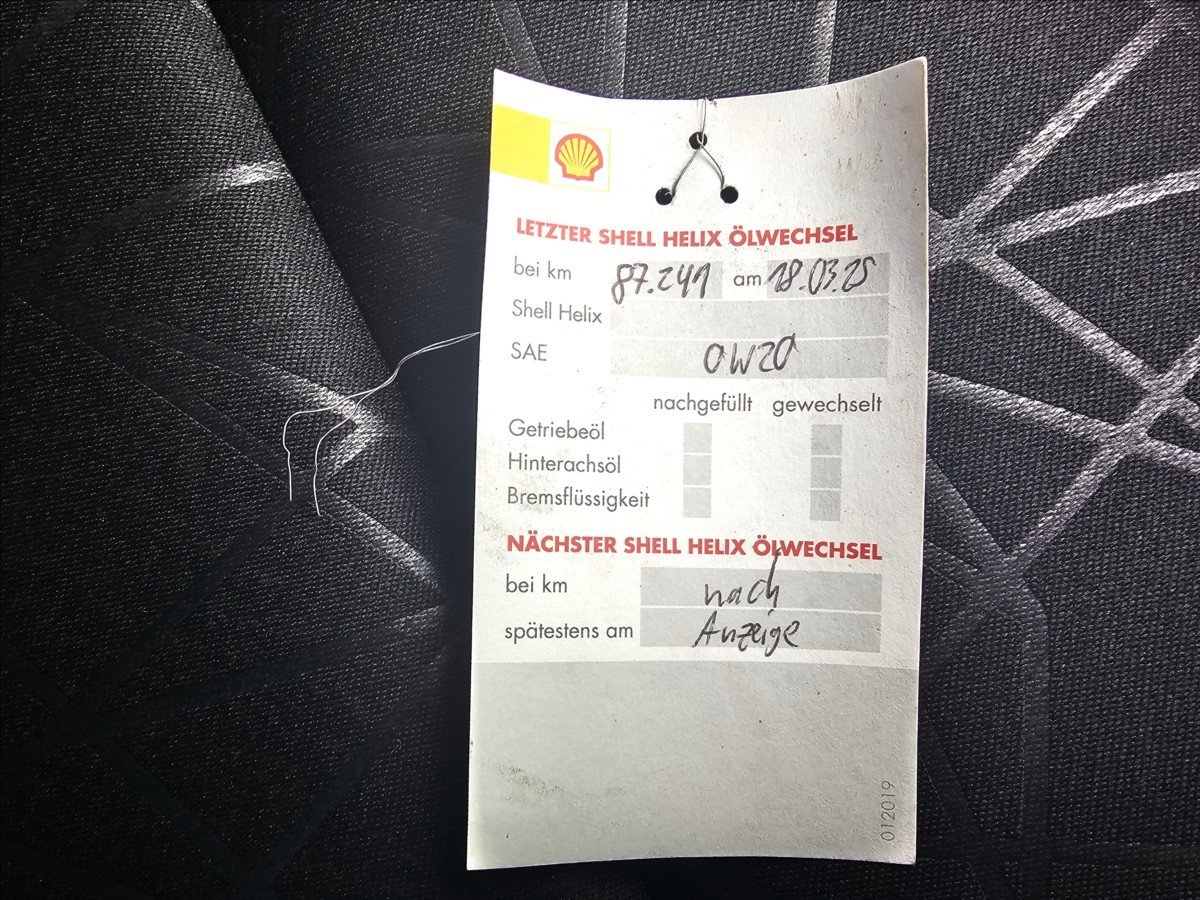 LETZTER SHELL HELIX ÖLWECHSEL
bei km 87.241 am 18.03.25
Shell Helix
SAE 0W20
nachgefüllt gewechselt
Getriebeöl
Hinterachsöl
Bremsflüssigkeit
NÄCHSTER SHELL HELIX ÖLWECHSEL
bei km nach
spätestens am Anzeige
012019